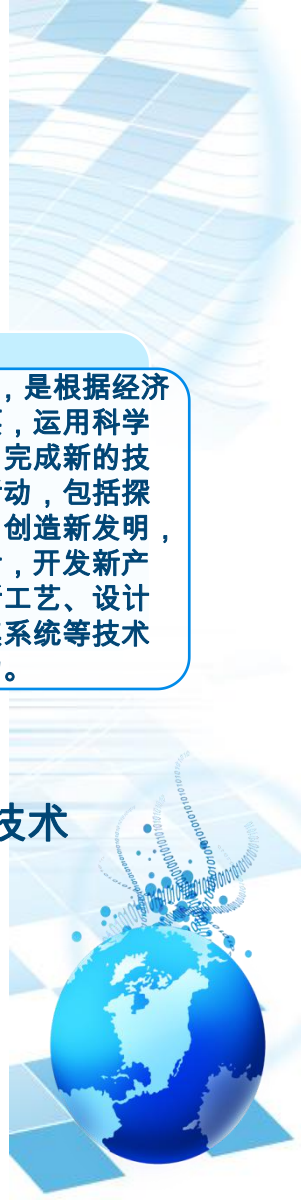 ，是根据经济
，运用科学
完成新的技
动，包括探
创造新发明，
，开发新产
工艺、设计
系统等技术
。
技术